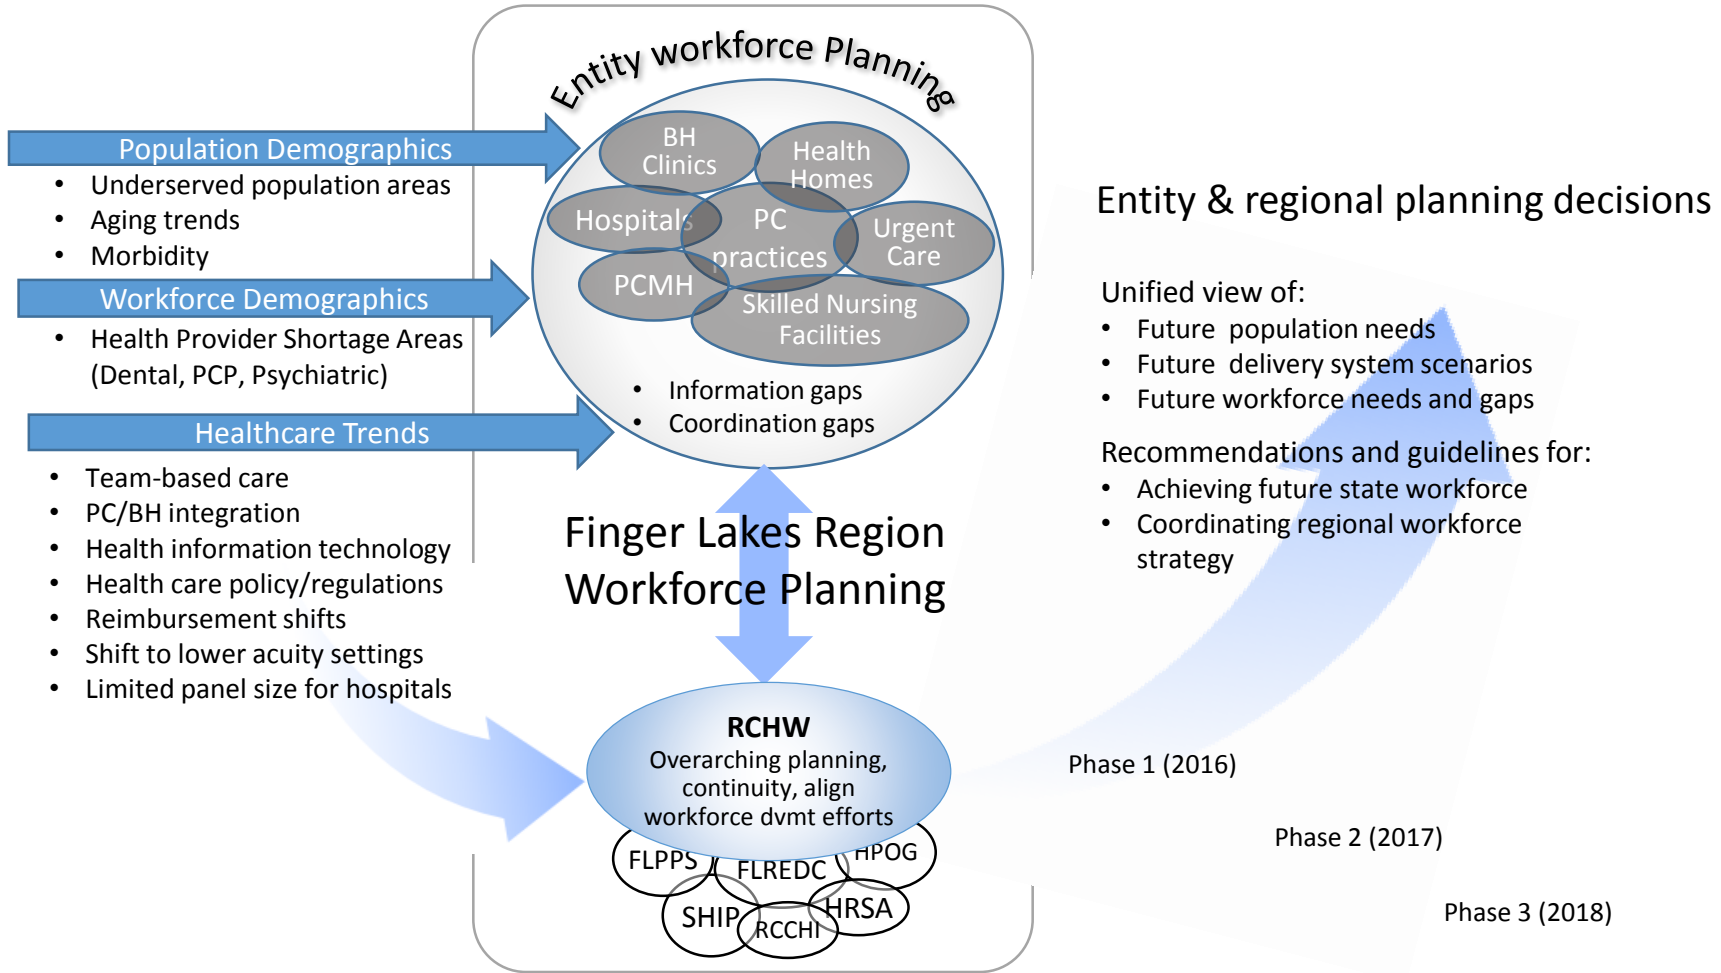 Entity workforce Planning
Population Demographics
• Underserved population areas
• Aging trends
• Morbidity
Workforce Demographics
• Health Provider Shortage Areas
(Dental, PCP, Psychiatric)
Healthcare Trends
• Team-based care
• PC/BH integration
• Health information technology
• Health care policy/regulations
• Reimbursement shifts
• Shift to lower acuity settings
• Limited panel size for hospitals
BH
Clinics
Health
Homes
Hospitals
PC
practices
Urgent
Care
PCMH
Skilled Nursing
Facilities
• Information gaps
• Coordination gaps
Finger Lakes Region
Workforce Planning
RCHW
Overarching planning,
continuity, align
workforce dvmt efforts
FLPPS
FLREDC
HPOG
SHIP
RCCHI
HRSA
Entity & regional planning decisions
Unified view of:
• Future population needs
• Future delivery system scenarios
• Future workforce needs and gaps
Recommendations and guidelines for:
• Achieving future state workforce
• Coordinating regional workforce
strategy
Phase 1 (2016)
Phase 2 (2017)
Phase 3 (2018)